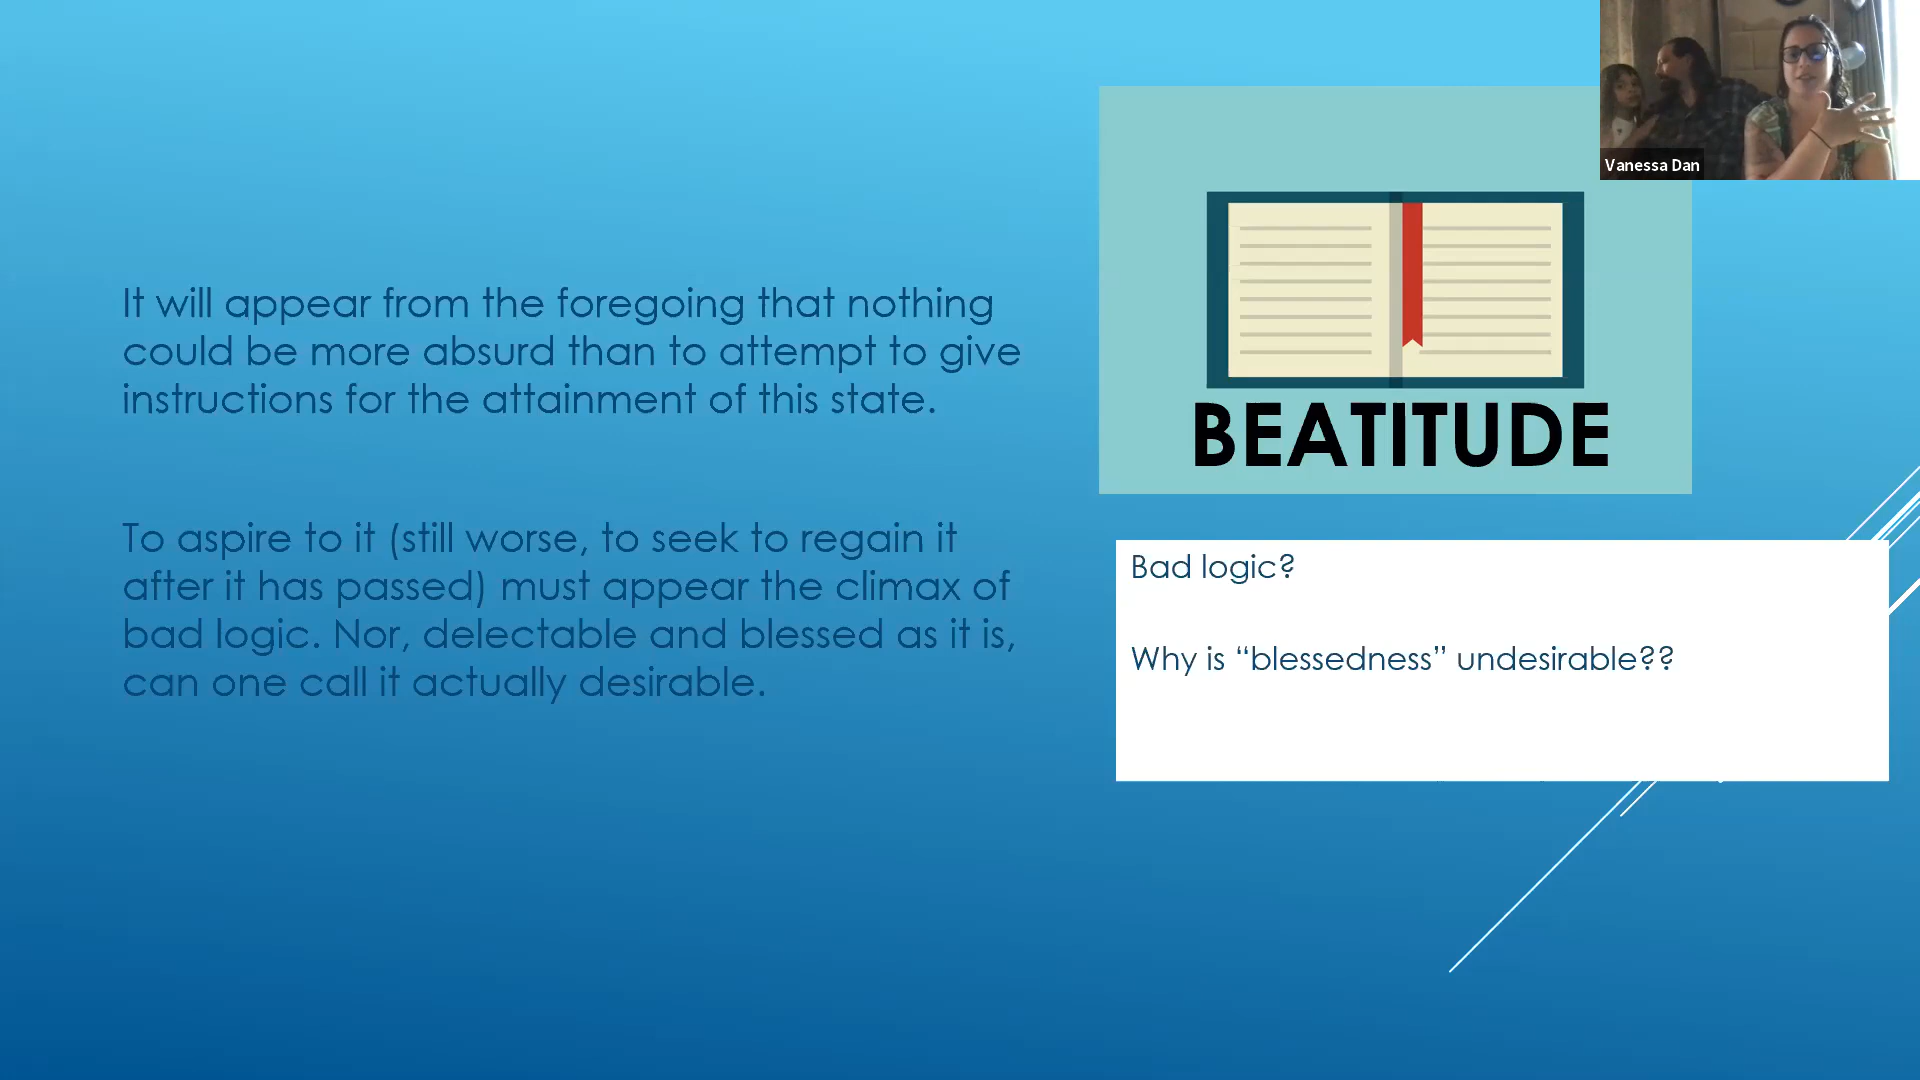 It will appear from the foregoing that nothing
could be more absurd than to attempt to give
instructions for the attainment of this state.
To aspire to it (still worse, to seek to regain it
after it has passed) must appear the climax of
bad logic. Nor, delectable and blessed as it is,
can one call it actually desirable.
Vanessa Dan
BEATITUDE
Bad logic?
Why is “blessedness” undesirable??